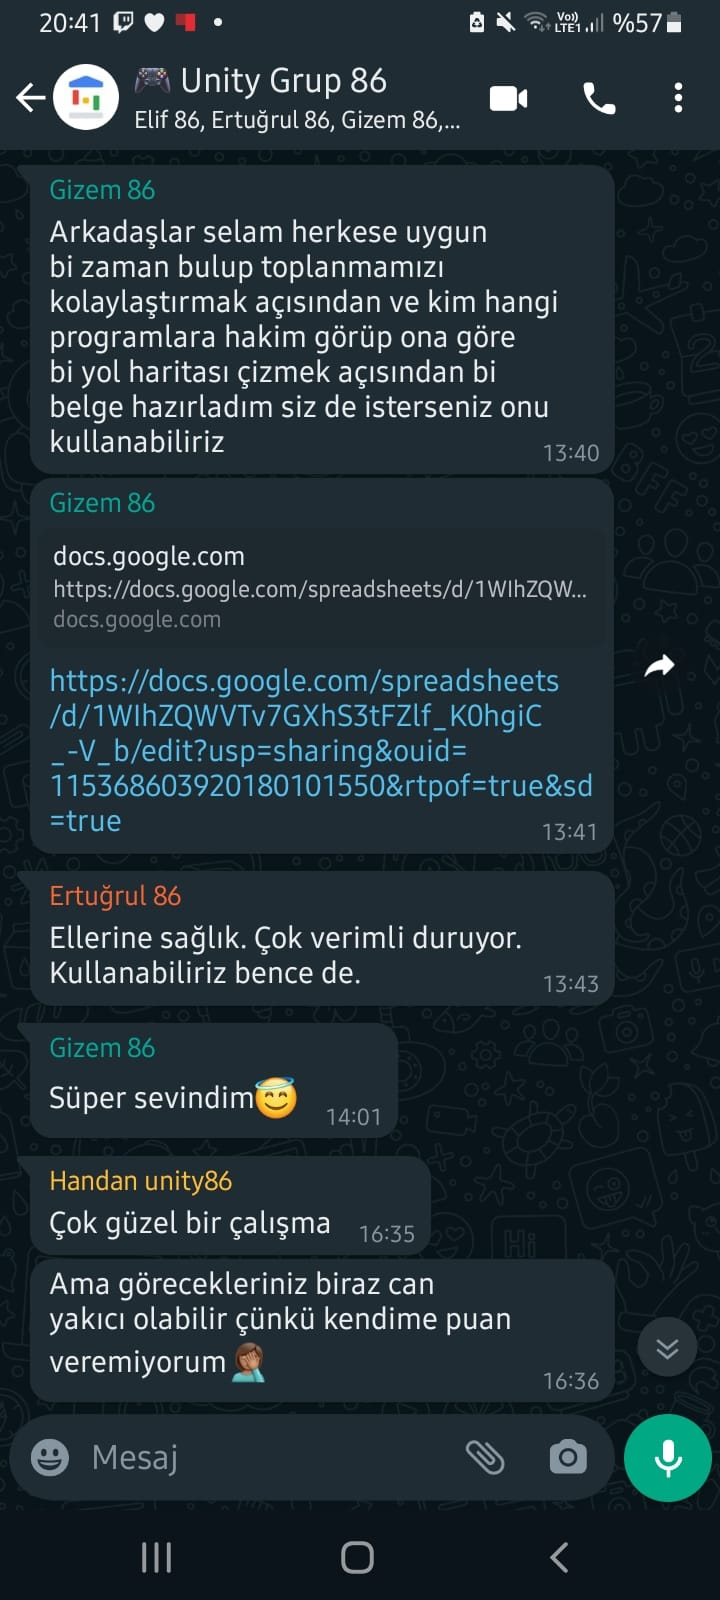 20:41
Vo))
LTE1
%57
Unity Grup 86
Elif 86, Ertuğrul 86, Gizem 86,...
Gizem 86
Arkadaşlar selam herkese uygun
bi zaman bulup toplanmamızı
kolaylaştırmak açısından ve kim hangi
programlara hakim görüp ona göre
bi yol haritası çizmek açısından bi
belge hazırladım siz de isterseniz onu
kullanabiliriz
13:40
Gizem 86
docs.google.com
https://docs.google.com/spreadsheets/d/1WIhZQW...
docs.google.com
https://docs.google.com/spreadsheets
/d/1WIhZQWVTv7GXhS3tFZlf_K0hgiC
_-V_b/edit?usp=sharing&ouid=
115368603920180101550&rtpof=true&sd
=true
13:41
Ertuğrul 86
Ellerine sağlık. Çok verimli duruyor.
Kullanabiliriz bence de.
13:43
Gizem 86
Süper sevindim😇
14:01
Handan unity86
Çok güzel bir çalışma
16:35
Ama görecekleriniz biraz can
yakıcı olabilir çünkü kendime puan
veremiyorum🤦🏽
16:36
Mesaj